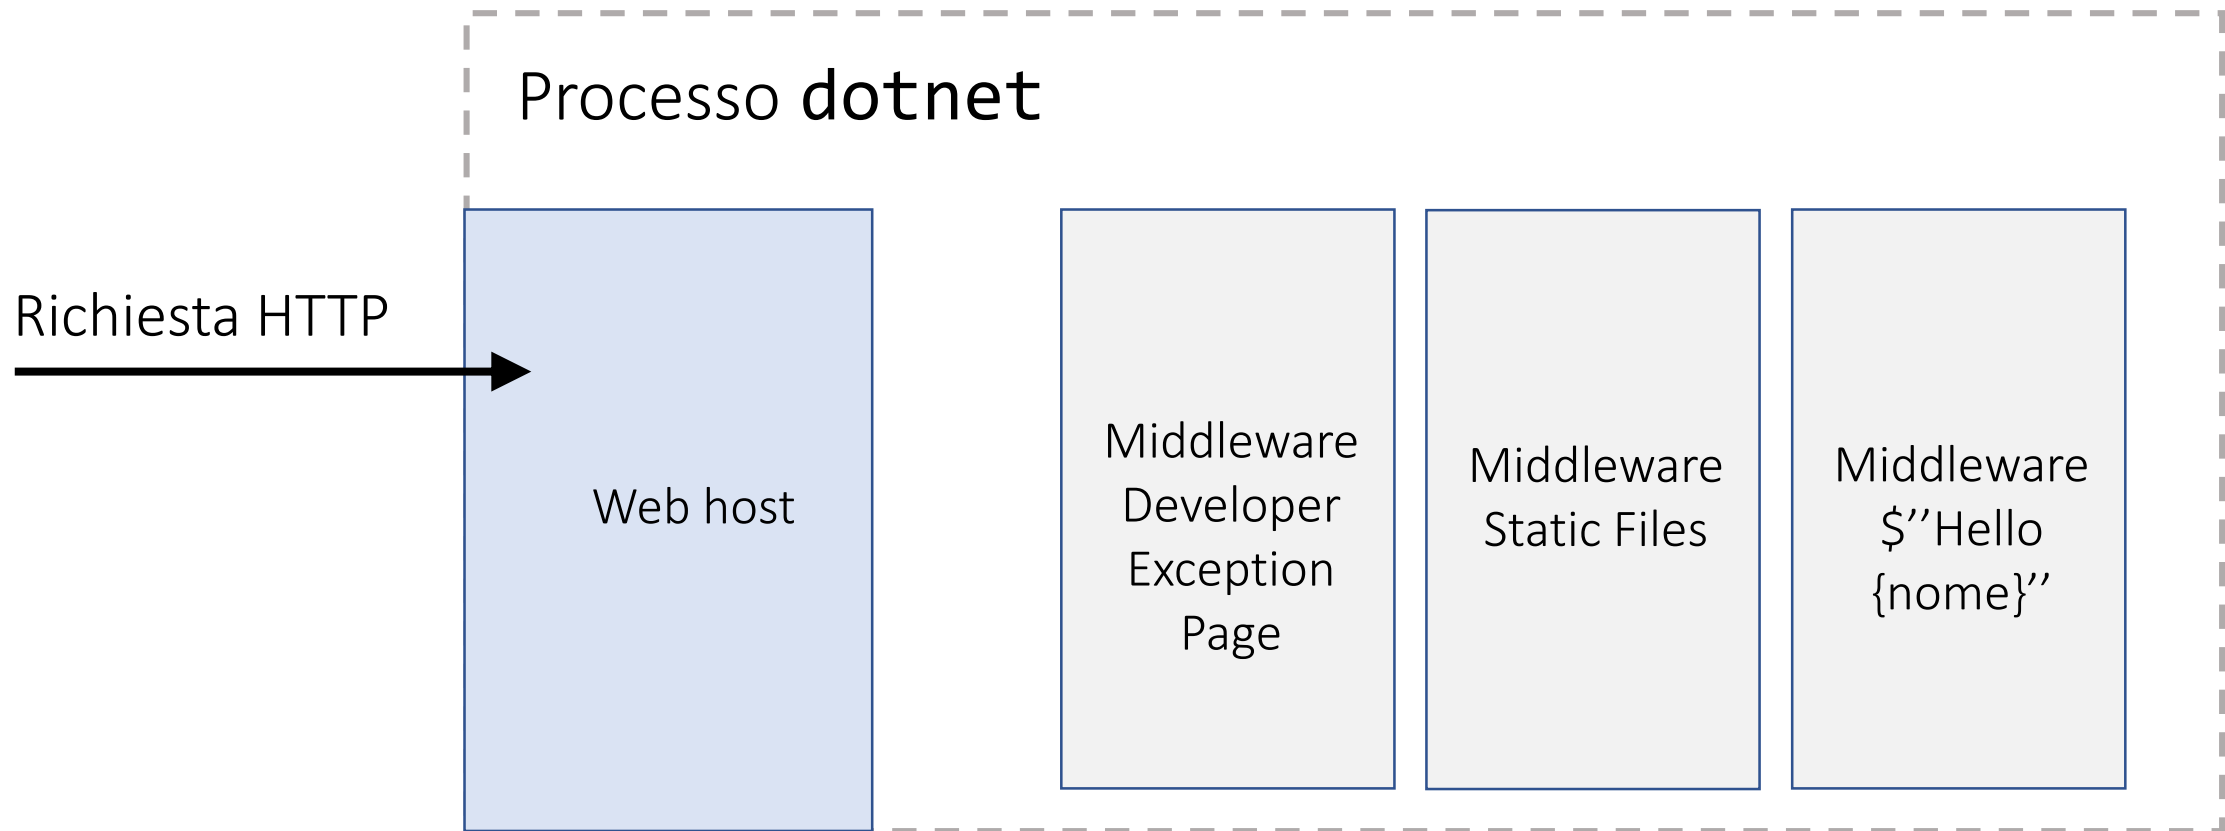 Processo dotnet
Richiesta HTTP
Web host
Middleware
Developer
Exception
Page
Middleware
Static Files
Middleware
$’’Hello
{nome}’’